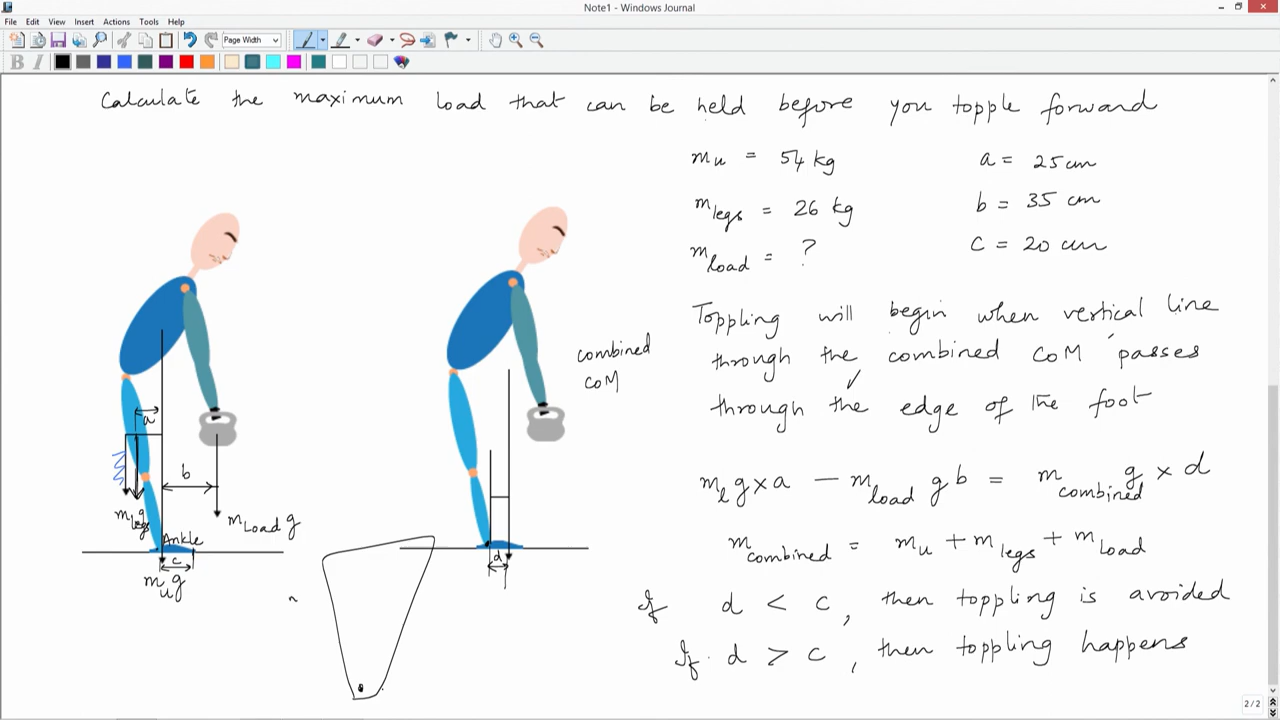 Note1 - Windows Journal
File Edit View Insert Actions Tools Help
Page Width
B I
Calculate the maximum load that can be held before you topple forward
mu = 54 kg a = 25 cm
mlegs = 26 kg b = 35 cm
mload = ? c = 20 cm
Toppling will begin when vertical line
through the combined CoM passes
through the edge of the foot
combined
CoM
a
b
mlegs g
mLoad g
Ankle
c
mu g
d
ml g x a - mload g b = mcombined g x d
mcombined = mu + mlegs + mload
If d < c, then toppling is avoided
If d > c, then toppling happens
2 / 2